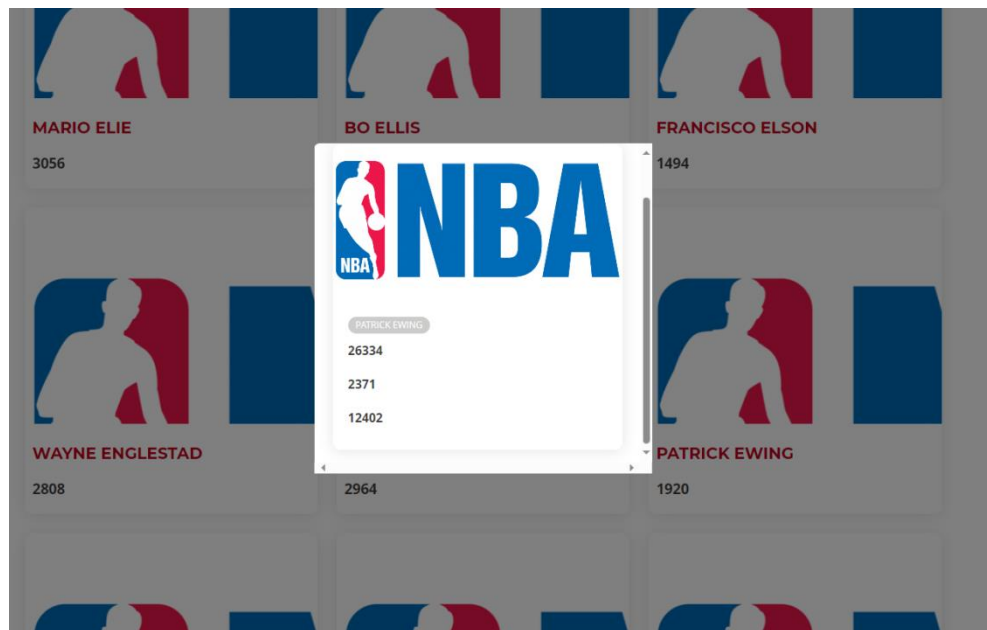 MARIO ELIE
3056
BO ELLIS
FRANCISCO ELSON
1494
NBA
NBA
PATRICK EWING
26334
2371
12402
WAYNE ENGLESTAD
2808
2964
PATRICK EWING
1920